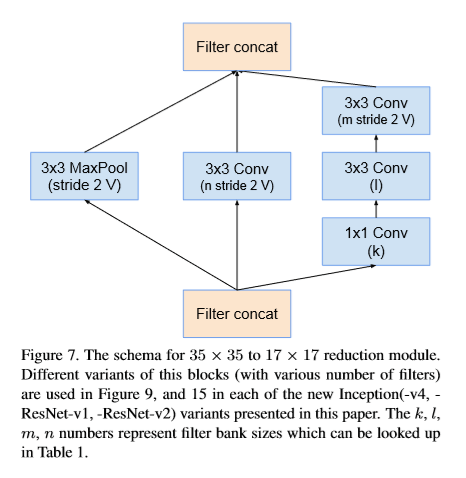 Filter concat
3x3 Conv
(m stride 2 V)
3x3 MaxPool
(stride 2 V)
3x3 Conv
(n stride 2 V)
3x3 Conv
(l)
1x1 Conv
(k)
Filter concat
Figure 7. The schema for 35 × 35 to 17 × 17 reduction module.
Different variants of this blocks (with various number of filters)
are used in Figure 9, and 15 in each of the new Inception(-v4, -
ResNet-v1, -ResNet-v2) variants presented in this paper. The k, l,
m, n numbers represent filter bank sizes which can be looked up
in Table 1.